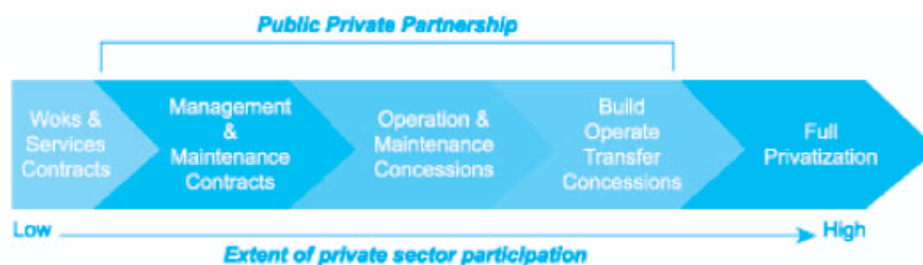 Public Private Partnership
Woks &
Services
Contracts
Management
&
Maintenance
Contracts
Operation &
Maintenance
Concessions
Build
Operate
Transfer
Concessions
Full
Privatization
Low
High
Extent of private sector participation